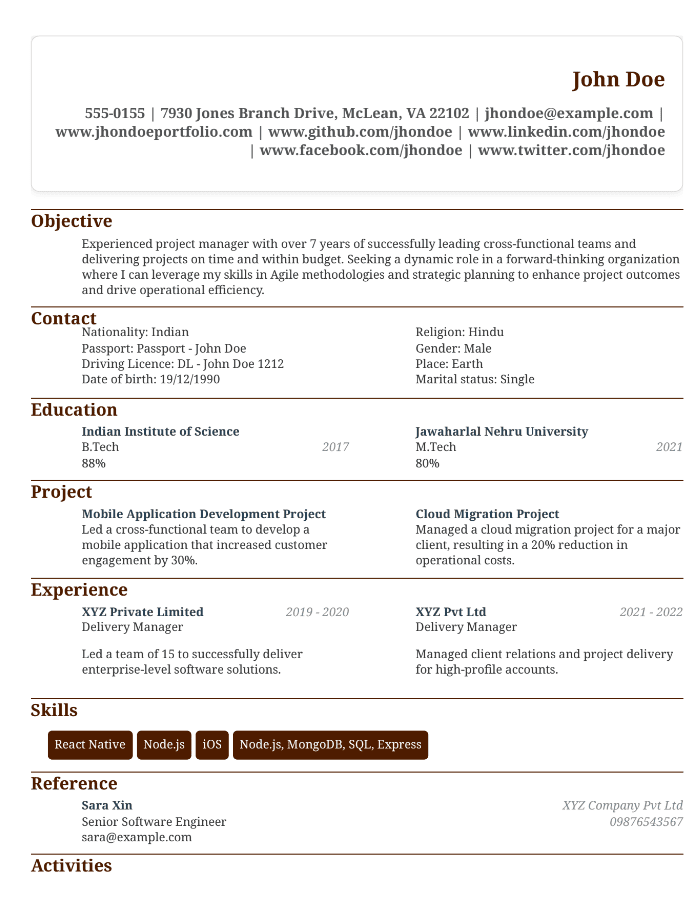 John Doe
555-0155 | 7930 Jones Branch Drive, McLean, VA 22102 | jhondoe@example.com |
www.jhondoeportfolio.com | www.github.com/jhondoe | www.linkedin.com/jhondoe
| www.facebook.com/jhondoe | www.twitter.com/jhondoe
Objective
Experienced project manager with over 7 years of successfully leading cross-functional teams and
delivering projects on time and within budget. Seeking a dynamic role in a forward-thinking organization
where I can leverage my skills in Agile methodologies and strategic planning to enhance project outcomes
and drive operational efficiency.
Contact
Nationality: Indian
Passport: Passport - John Doe
Driving Licence: DL - John Doe 1212
Date of birth: 19/12/1990
Religion: Hindu
Gender: Male
Place: Earth
Marital status: Single
Education
Indian Institute of Science
B.Tech 2017
88%
Jawaharlal Nehru University
M.Tech 2021
80%
Project
Mobile Application Development Project
Led a cross-functional team to develop a
mobile application that increased customer
engagement by 30%.
Cloud Migration Project
Managed a cloud migration project for a major
client, resulting in a 20% reduction in
operational costs.
Experience
XYZ Private Limited 2019 - 2020
Delivery Manager
Led a team of 15 to successfully deliver
enterprise-level software solutions.
XYZ Pvt Ltd 2021 - 2022
Delivery Manager
Managed client relations and project delivery
for high-profile accounts.
Skills
React Native Node.js iOS Node.js, MongoDB, SQL, Express
Reference
Sara Xin XYZ Company Pvt Ltd
Senior Software Engineer 09876543567
sara@example.com
Activities